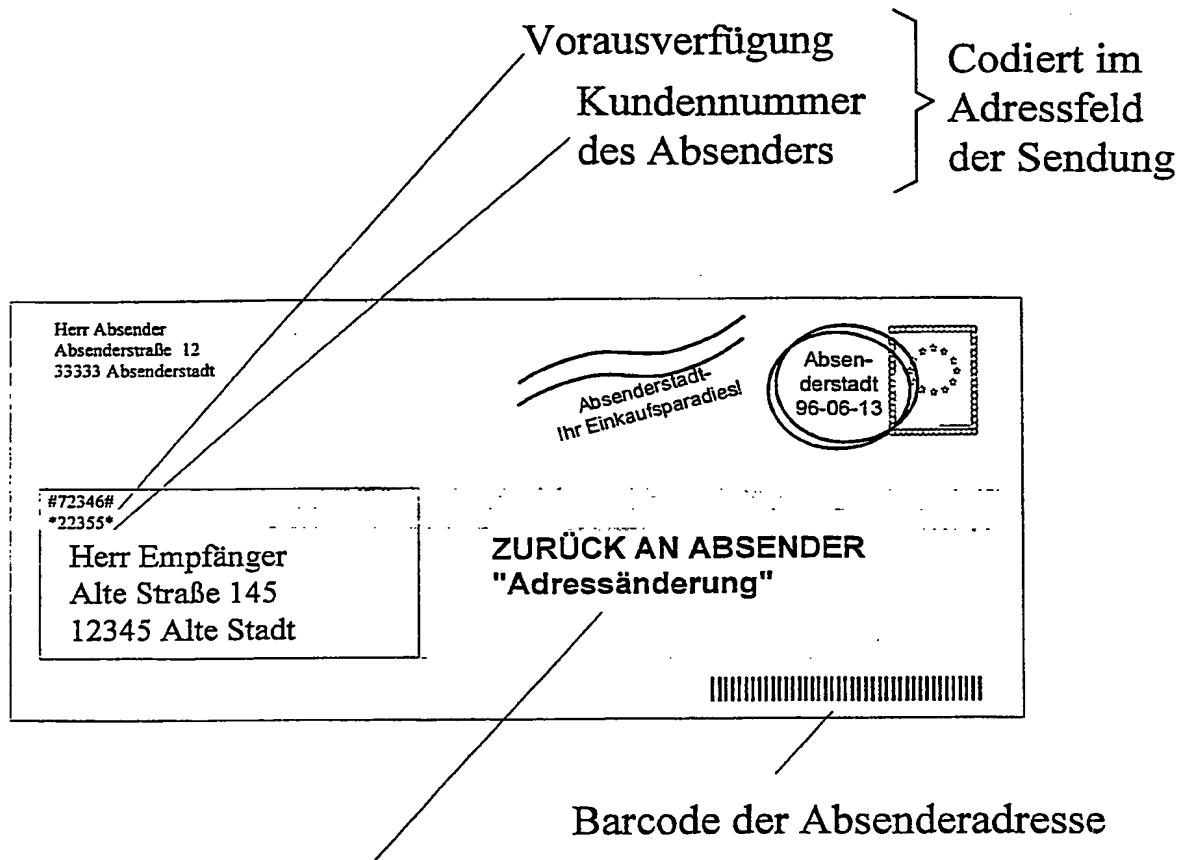 Vorausverfügung
Kundennummer
des Absenders
Codiert im
Adressfeld
der Sendung
Herr Absender
Absenderstraße 12
33333 Absenderstadt
Absenderstadt-
Ihr Einkaufsparadies!
Absen-
derstadt
96-06-13
#72346#
*22355*
Herr Empfänger
Alte Straße 145
12345 Alte Stadt
ZURÜCK AN ABSENDER
"Adressänderung"
Barcode der Absenderadresse